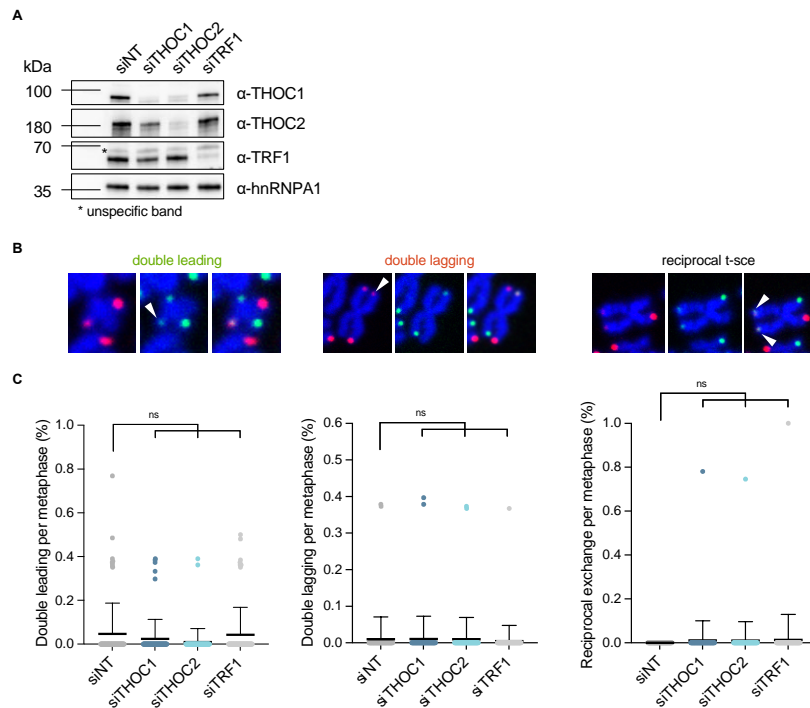 A
kDa
siNT
siTHOC1
siTHOC2
siTRF1
100
α-THOC1
180
α-THOC2
70
*
α-TRF1
35
α-hnRNPA1
* unspecific band
B
double leading
double lagging
reciprocal t-sce
C
Double leading per metaphase (%)
1.0
0.8
0.6
0.4
0.2
0.0
ns
siNT
siTHOC1
siTHOC2
siTRF1
Double lagging per metaphase (%)
0.6
0.5
0.4
0.3
0.2
0.1
0.0
ns
siNT
siTHOC1
siTHOC2
siTRF1
Reciprocal exchange per metaphase (%)
1.0
0.8
0.6
0.4
0.2
0.0
ns
siNT
siTHOC1
siTHOC2
siTRF1